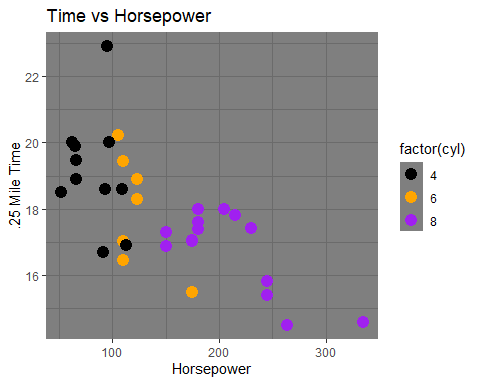 Time vs Horsepower
.25 Mile Time
22
20
18
16
100
200
300
Horsepower
factor(cyl)
4
6
8